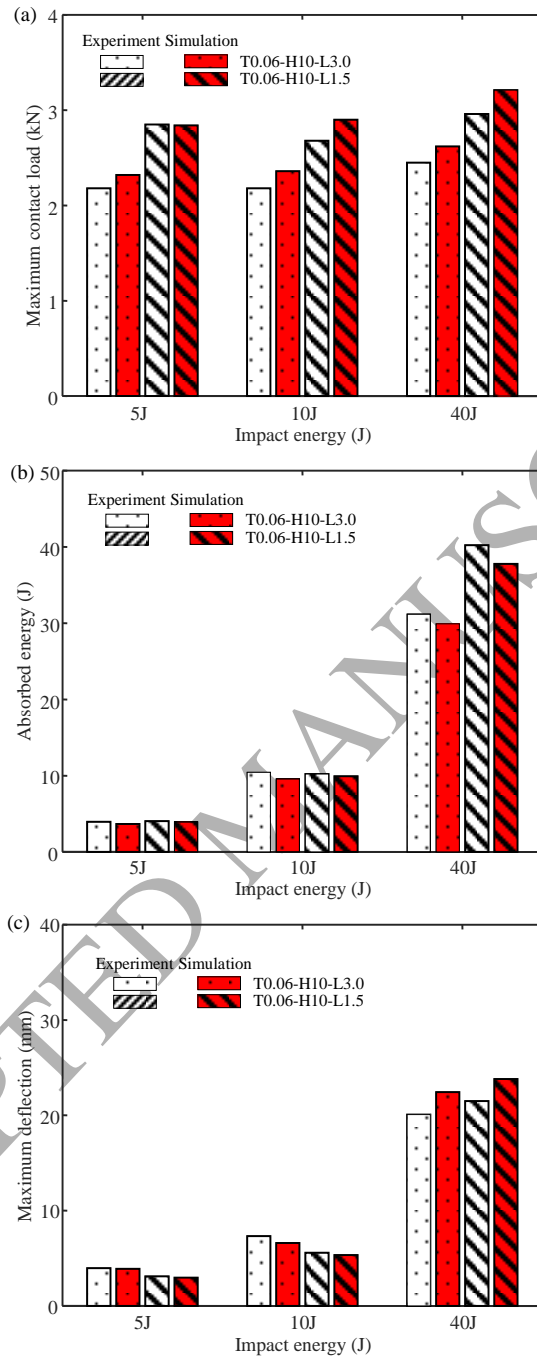 (a)
4
3
2
1
0
Maximum contact load (kN)
Experiment Simulation
T0.06-H10-L3.0
T0.06-H10-L1.5
5J
10J
40J
Impact energy (J)
(b)
50
40
30
20
10
0
Absorbed energy (J)
Experiment Simulation
T0.06-H10-L3.0
T0.06-H10-L1.5
5J
10J
40J
Impact energy (J)
(c)
40
30
20
10
0
Maximum deflection (mm)
Experiment Simulation
T0.06-H10-L3.0
T0.06-H10-L1.5
5J
10J
40J
Impact energy (J)
PTED MANUS